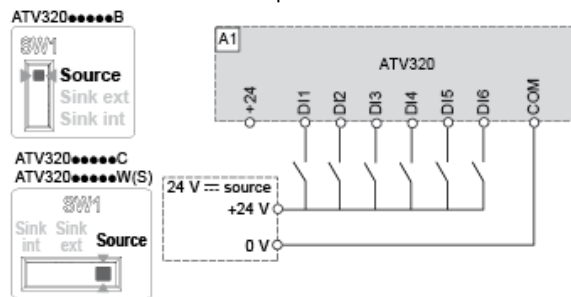 ATV320●●●●●B
SW1
Source
Sink ext
Sink int
ATV320●●●●●C
ATV320●●●●●W(S)
SW1
Sink int
Sink ext
Source
A1
ATV320
+24
DI1
DI2
DI3
DI4
DI5
DI6
COM
24 V ⎓ source
+24 V
0 V